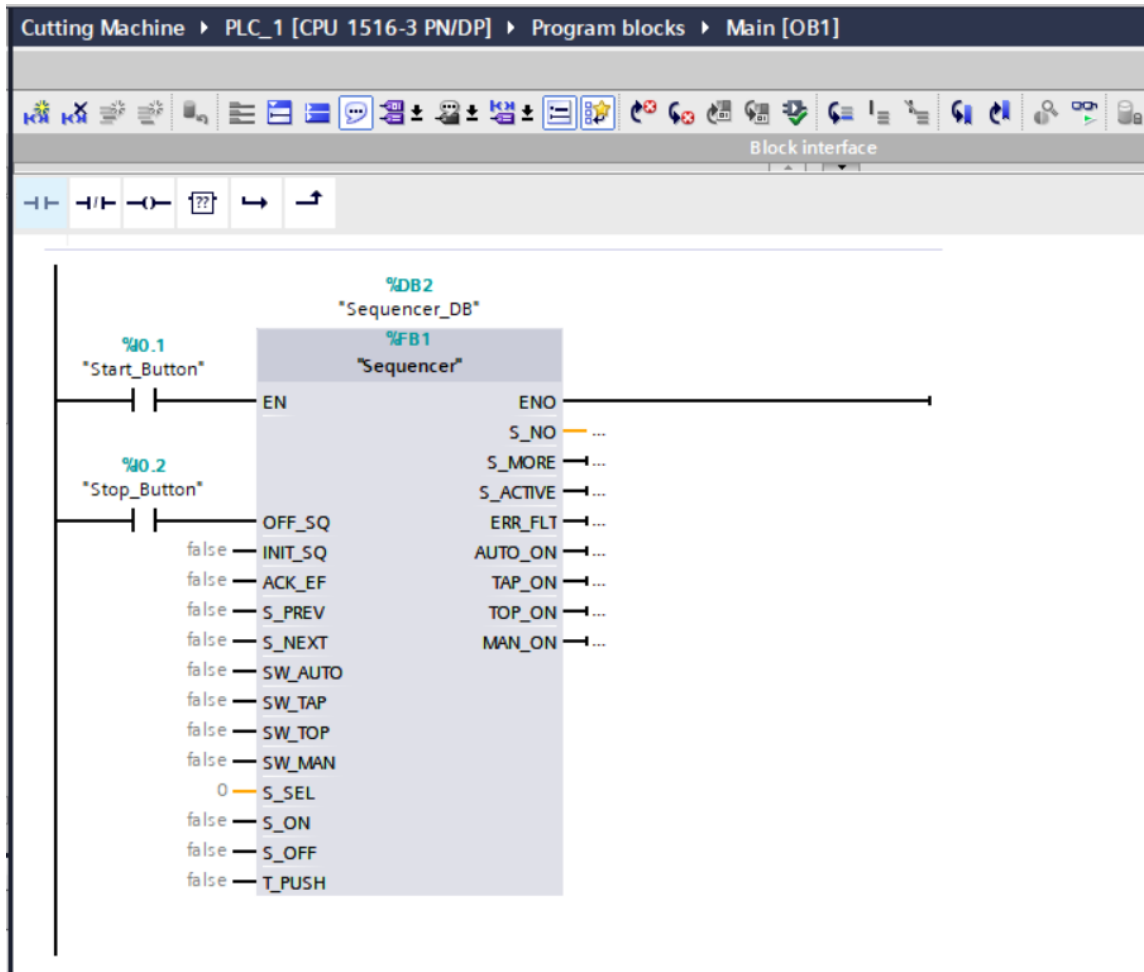 Cutting Machine ▸ PLC_1 [CPU 1516-3 PN/DP] ▸ Program blocks ▸ Main [OB1]
Block interface
??
%DB2
"Sequencer_DB"
%FB1
"Sequencer"
%I0.1
"Start_Button"
EN ENO
S_NO ...
%I0.2
"Stop_Button"
S_MORE ...
S_ACTIVE ...
OFF_SQ ERR_FLT ...
false INIT_SQ AUTO_ON ...
false ACK_EF TAP_ON ...
false S_PREV TOP_ON ...
false S_NEXT MAN_ON ...
false SW_AUTO
false SW_TAP
false SW_TOP
false SW_MAN
0 S_SEL
false S_ON
false S_OFF
false T_PUSH